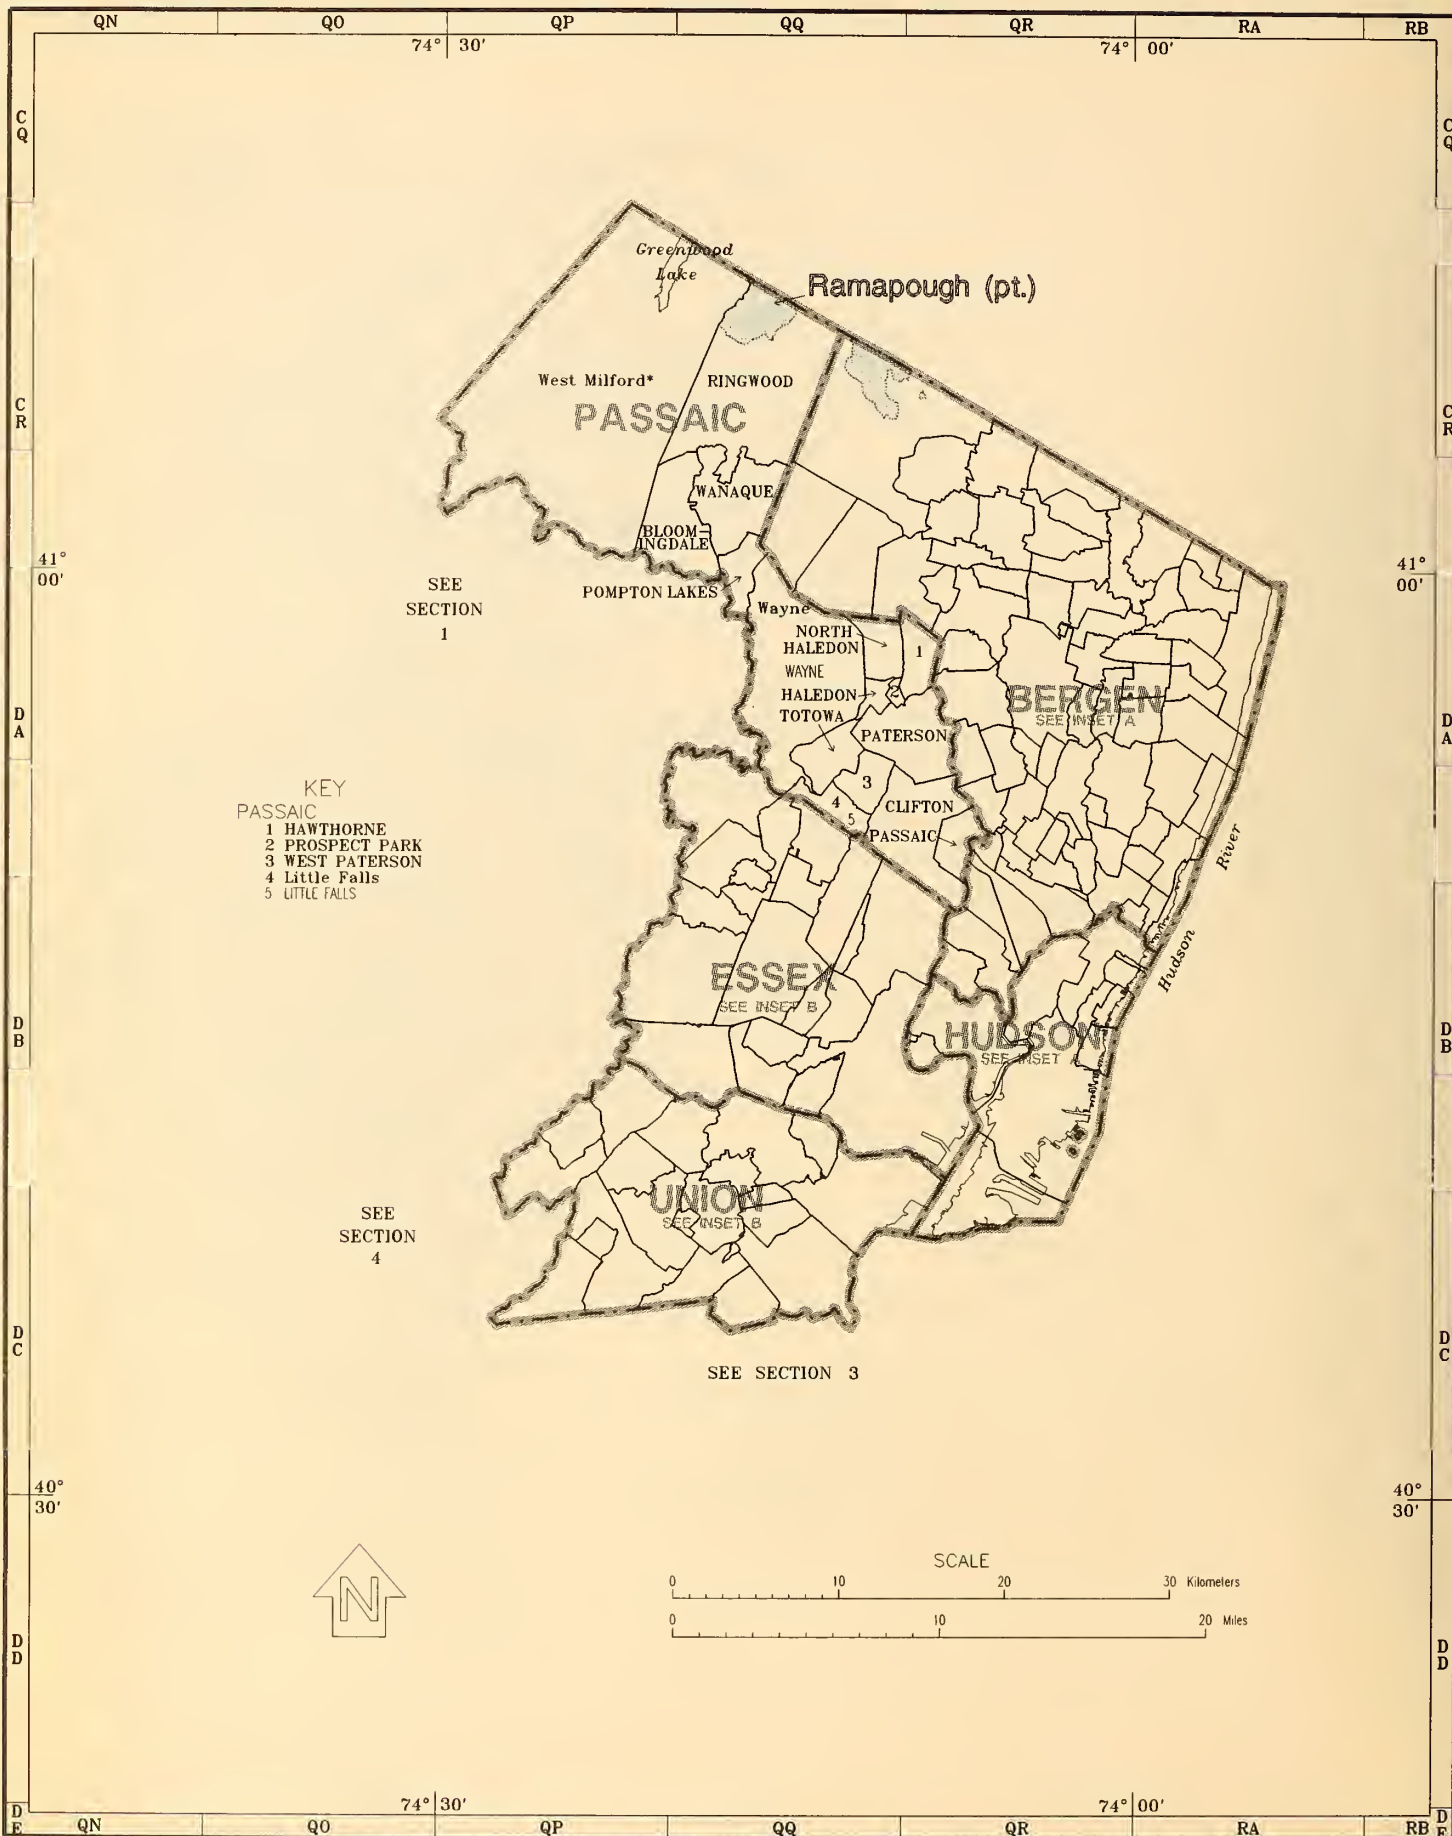 QN QO QP QQ QR RA RB
74° 30' 74° 00'
C
Q
C
Q
Greenwood
Lake
Ramapough (pt.)
West Milford*
RINGWOOD
PASSAIC
C
R
C
R
WANAQUE
BLOOM-
INGDALE
41°
00'
41°
00'
SEE
SECTION
1
POMPTON LAKES
Wayne
NORTH
HALEDON
1
WAYNE
HALEDON
2
TOTOWA
PATERSON
BERGEN
SEE INSET A
D
A
D
A
3
4
5
CLIFTON
PASSAIC
KEY
PASSAIC
1 HAWTHORNE
2 PROSPECT PARK
3 WEST PATERSON
4 Little Falls
5 LITTLE FALLS
Hudson River
ESSEX
SEE INSET B
D
B
D
B
HUDSON
SEE INSET A
UNION
SEE INSET B
SEE
SECTION
4
D
C
D
C
SEE SECTION 3
40°
30'
40°
30'
N
SCALE
0 10 20 30 Kilometers
0 10 20 Miles
D
D
D
D
74° 30' 74° 00'
D
E
D
E
QN QO QP QQ QR RA RB